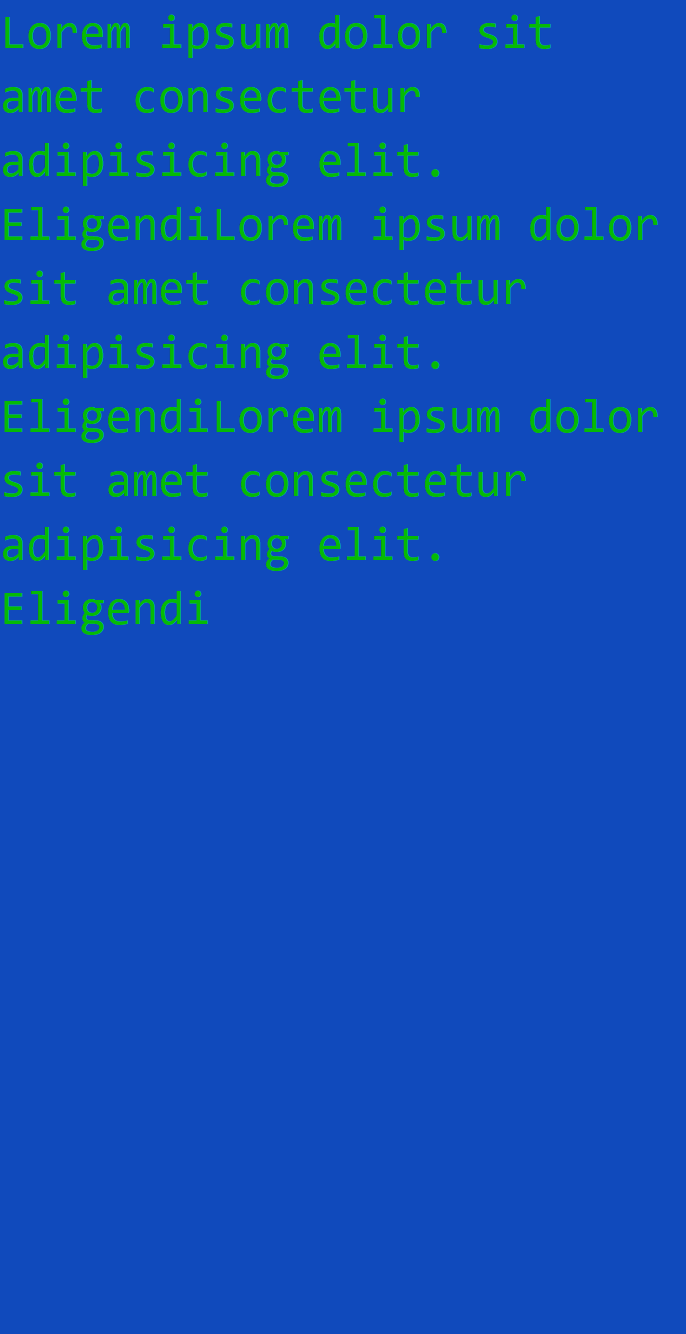 Lorem ipsum dolor sit
amet consectetur
adipisicing elit.
EligendiLorem ipsum dolor
sit amet consectetur
adipisicing elit.
EligendiLorem ipsum dolor
sit amet consectetur
adipisicing elit.
Eligendi